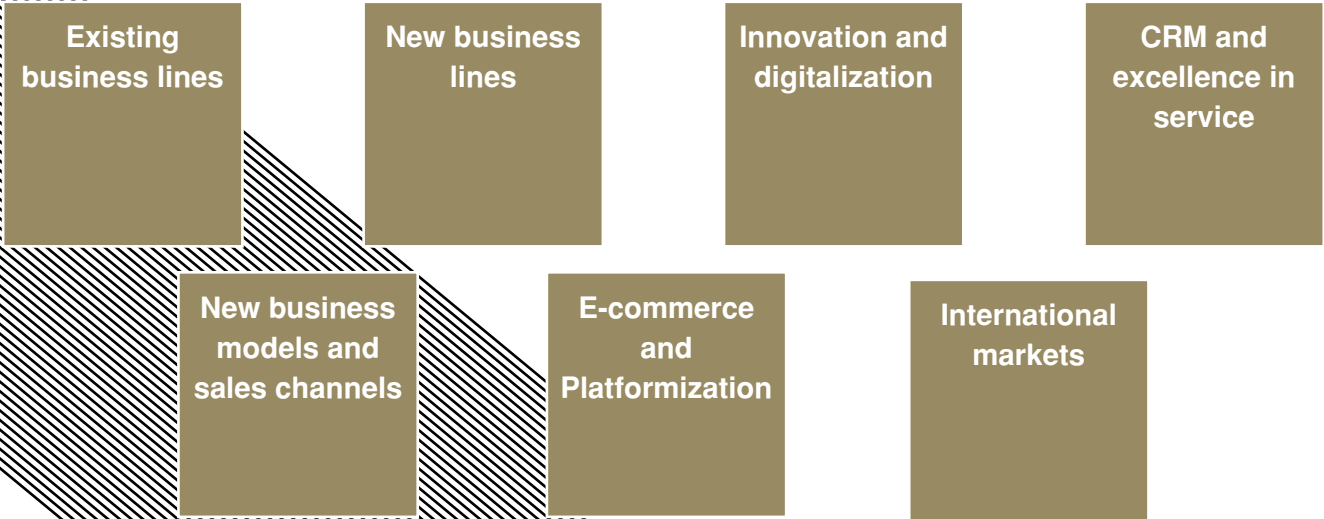 Existing
business lines
New business
lines
Innovation and
digitalization
CRM and
excellence in
service
New business
models and
sales channels
E-commerce
and
Platformization
International
markets